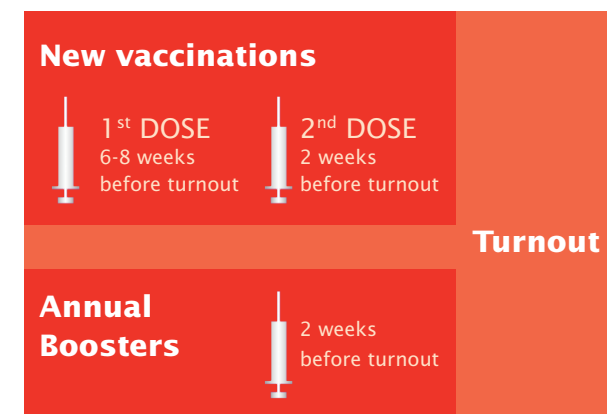 New vaccinations
1st DOSE
6-8 weeks
before turnout
2nd DOSE
2 weeks
before turnout
Turnout
Annual
Boosters
2 weeks
before turnout